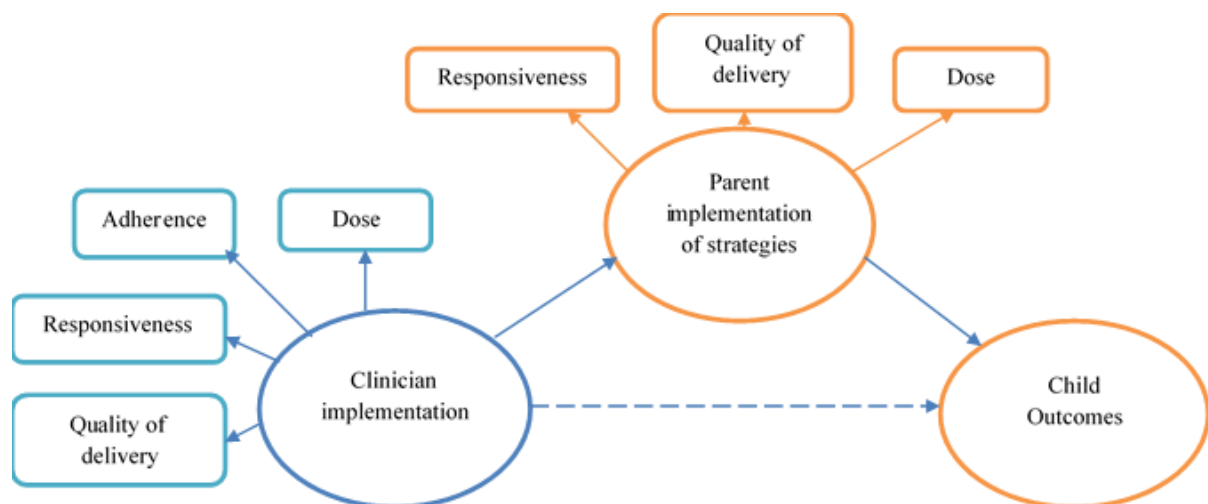 Quality of
delivery
Responsiveness
Dose
Parent
implementation
of strategies
Adherence
Dose
Responsiveness
Quality of
delivery
Clinician
implementation
Child
Outcomes